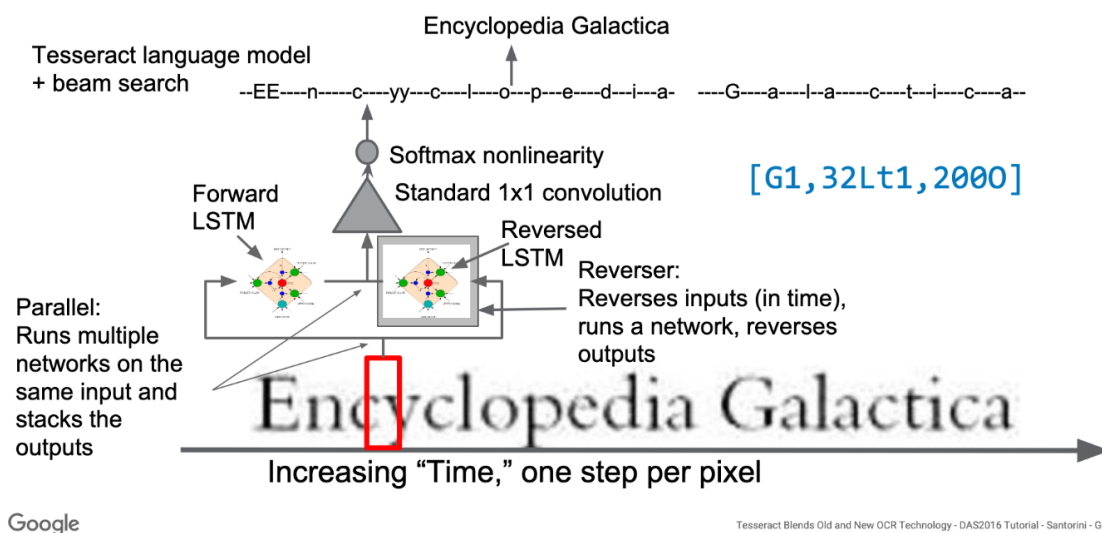 Encyclopedia Galactica
Tesseract language model
+ beam search
--EE----n-----c----yy---c---l----o---p---e---d---i---a- ----G---a---l--a-----c---t---i---c----a--
Softmax nonlinearity
Standard 1x1 convolution
[G1,32Lt1,200O]
Forward
LSTM
Reversed
LSTM
Reverser:
Reverses inputs (in time),
runs a network, reverses
outputs
Parallel:
Runs multiple
networks on the
same input and
stacks the
outputs
Encyclopedia Galactica
Increasing “Time,” one step per pixel
Google
Tesseract Blends Old and New OCR Technology - DAS2016 Tutorial - Santorini - G